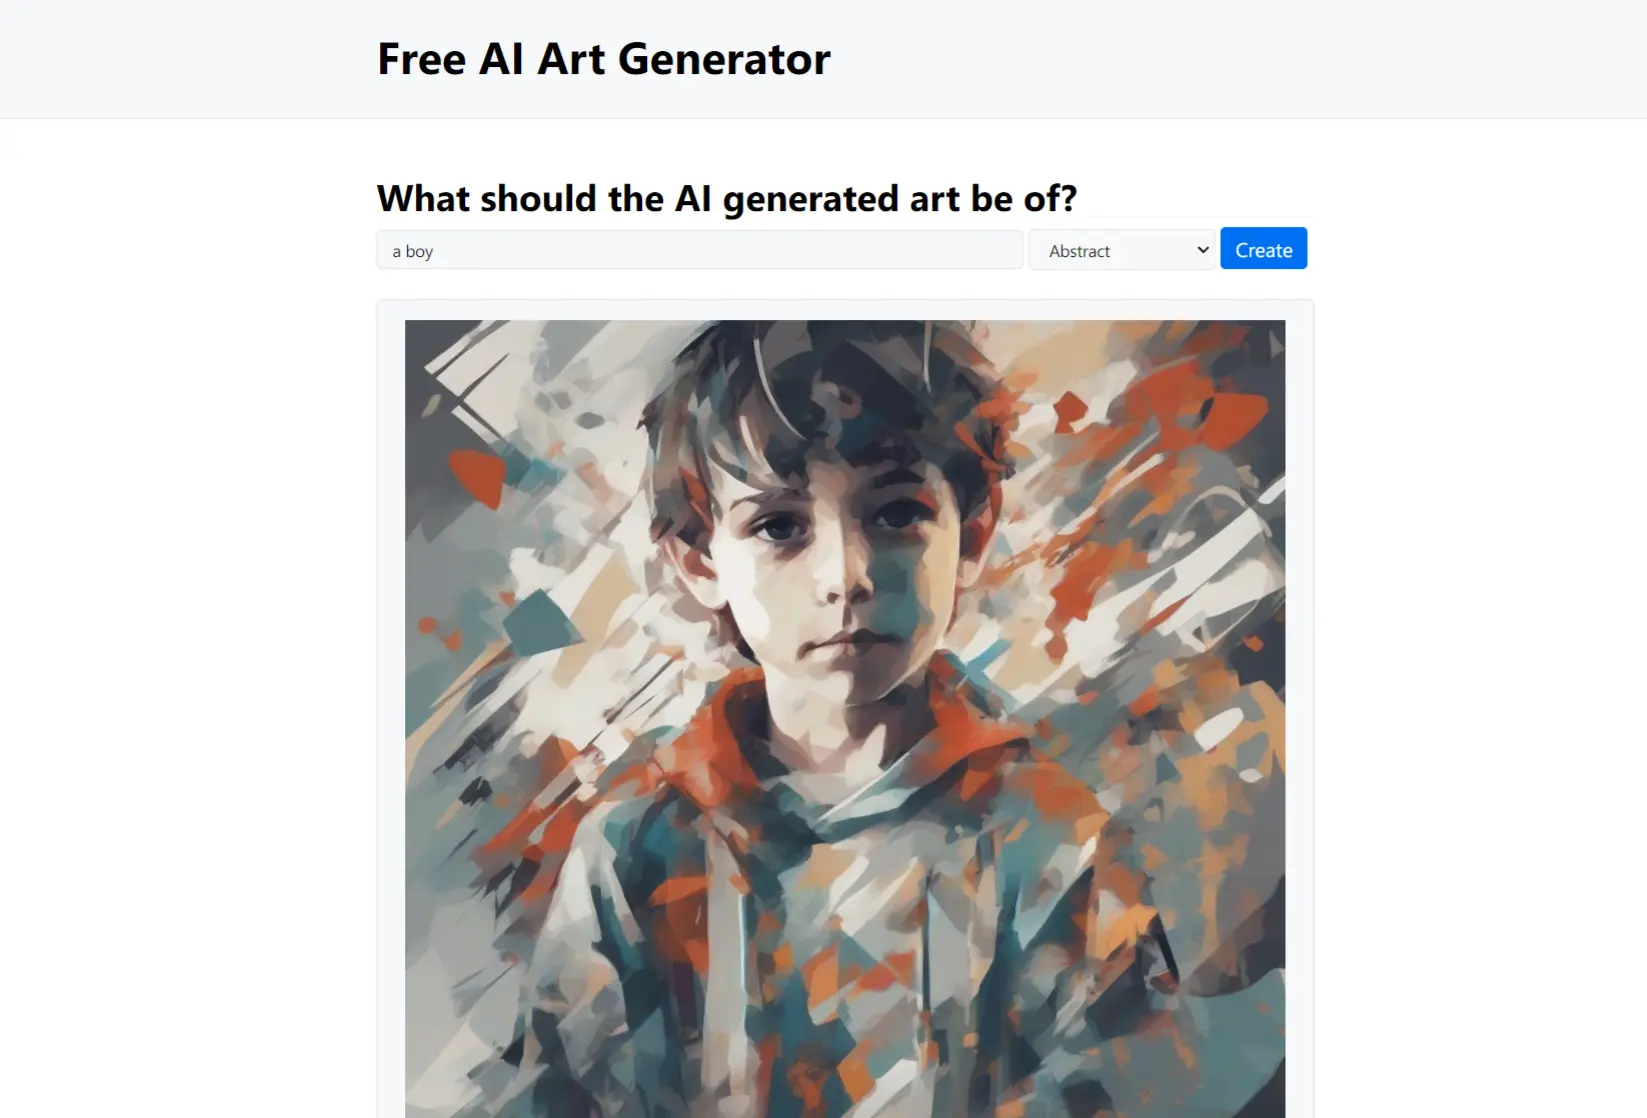 Free AI Art Generator
What should the AI generated art be of?
a boy
Abstract
Create